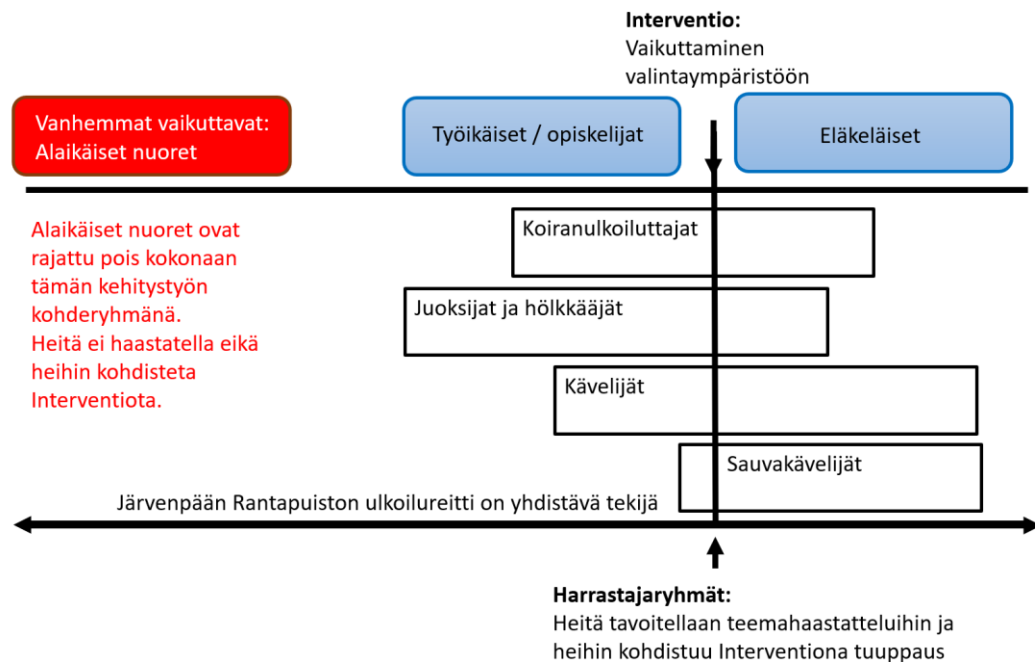 Interventio:
Vaikuttaminen
valintaympäristöön
Vanhemmat vaikuttavat:
Alaikäiset nuoret
Työikäiset / opiskelijat
Eläkeläiset
Alaikäiset nuoret ovat
rajattu pois kokonaan
tämän kehitystyön
kohderyhmänä.
Heitä ei haastatella eikä
heihin kohdisteta
Interventiota.
Koiranulkoiluttajat
Juoksijat ja hölkkääjät
Kävelijät
Sauvakävelijät
Järvenpään Rantapuiston ulkoilureitti on yhdistävä tekijä
Harrastajaryhmät:
Heitä tavoitellaan teemahaastatteluihin ja
heihin kohdistuu Interventiona tuuppaus